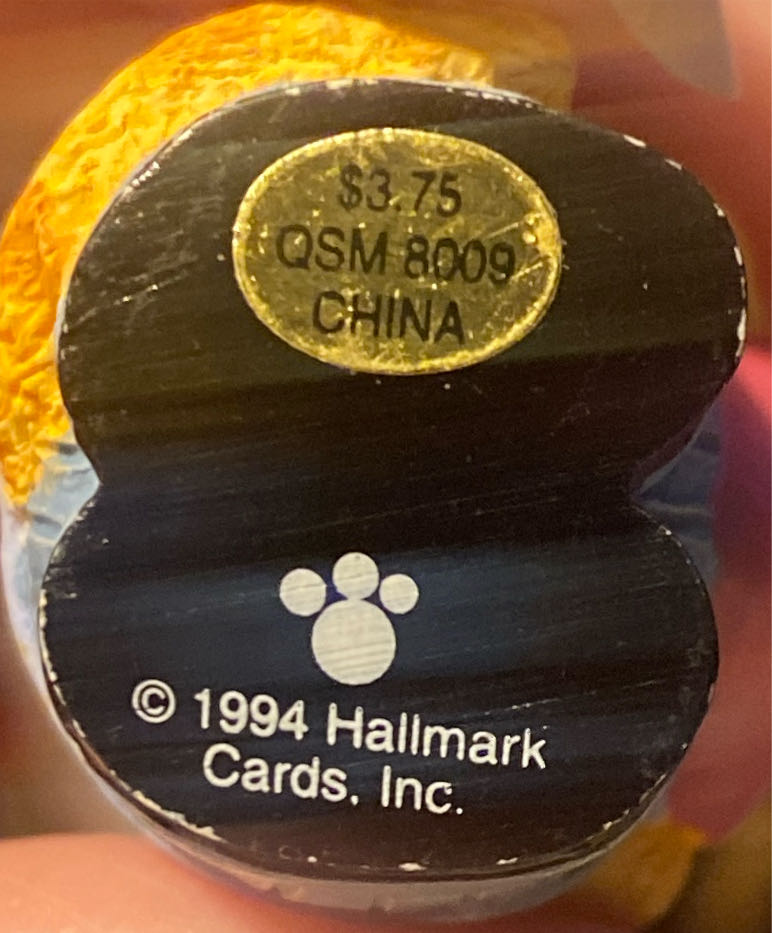 $3.75
QSM 8009
CHINA
© 1994 Hallmark
Cards, Inc.